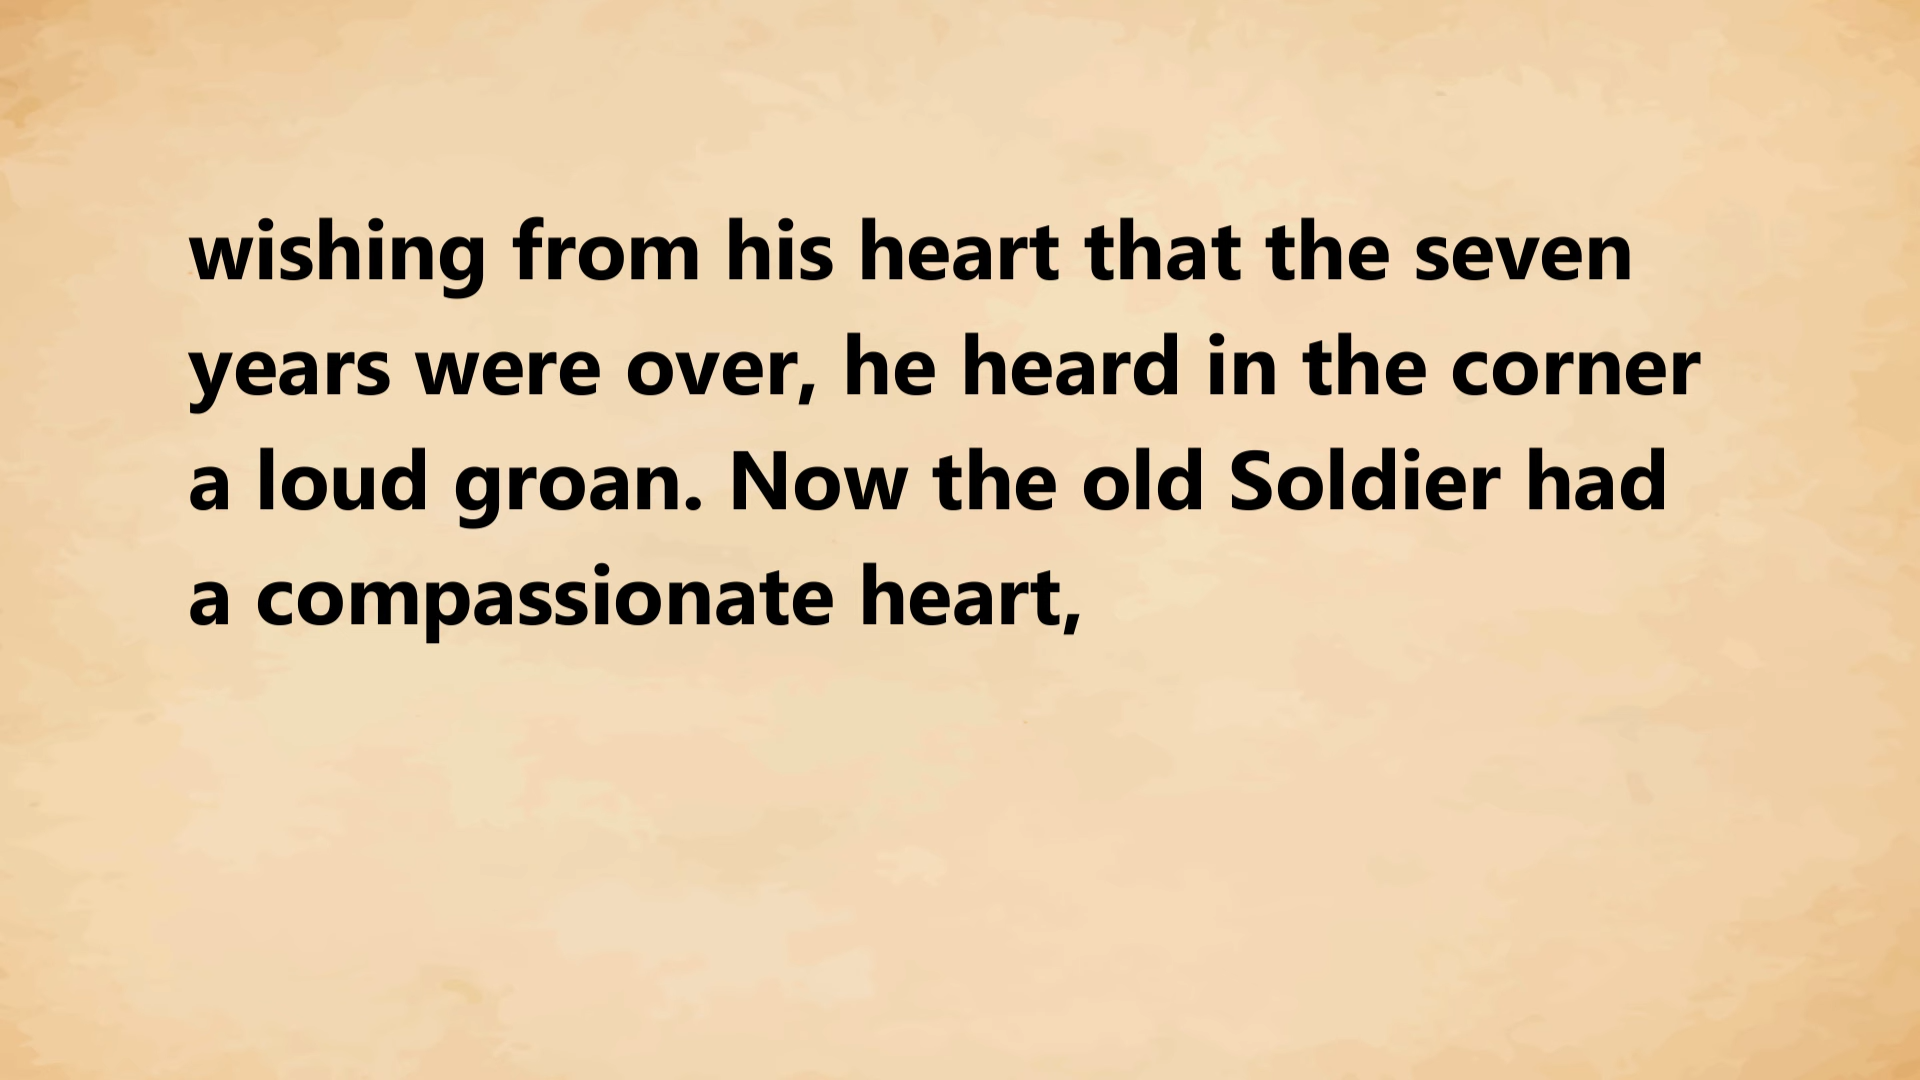 wishing from his heart that the seven
years were over, he heard in the corner
a loud groan. Now the old Soldier had
a compassionate heart,